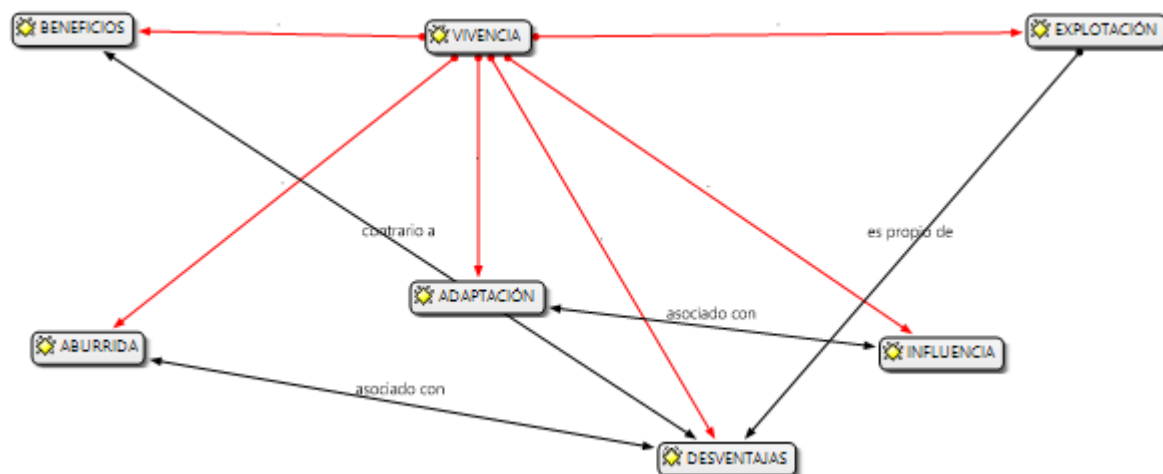 BENEFICIOS
VIVENCIA
EXPLOTACIÓN
contrario a
es propio de
ADAPTACIÓN
asociado con
ABURRIDA
INFLUENCIA
asociado con
DESVENTAJAS